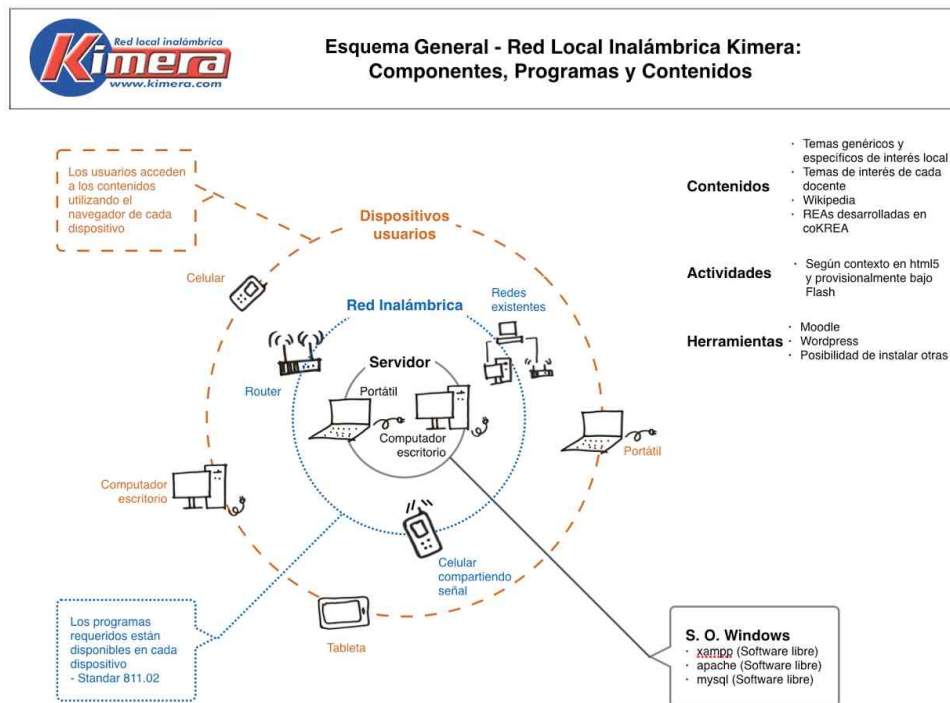 Red local inalámbrica
Kimera
www.kimera.com
Esquema General - Red Local Inalámbrica Kimera:
Componentes, Programas y Contenidos
Los usuarios acceden
a los contenidos
utilizando el
navegador de cada
dispositivo
Dispositivos
usuarios
Celular
Red Inalámbrica
Redes
existentes
Router
Servidor
Portátil
Computador
escritorio
Portátil
Computador
escritorio
Celular
compartiendo
señal
Tableta
Los programas
requeridos están
disponibles en cada
dispositivo
- Standar 811.02
Contenidos
· Temas genéricos y
específicos de interés local
· Temas de interés de cada
docente
· Wikipedia
· REAs desarrolladas en
coKREA
Actividades
· Según contexto en html5
y provisionalmente bajo
Flash
Herramientas
· Moodle
· Wordpress
· Posibilidad de instalar otras
S. O. Windows
· xampp (Software libre)
· apache (Software libre)
· mysql (Software libre)